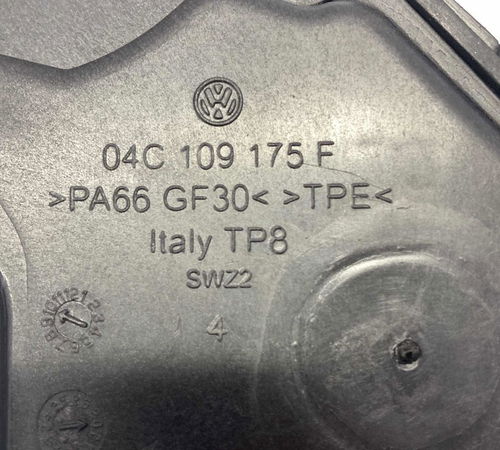 04C 109 175 F
>PA66 GF30< >TPE<
Italy TP8
SWZ2
4